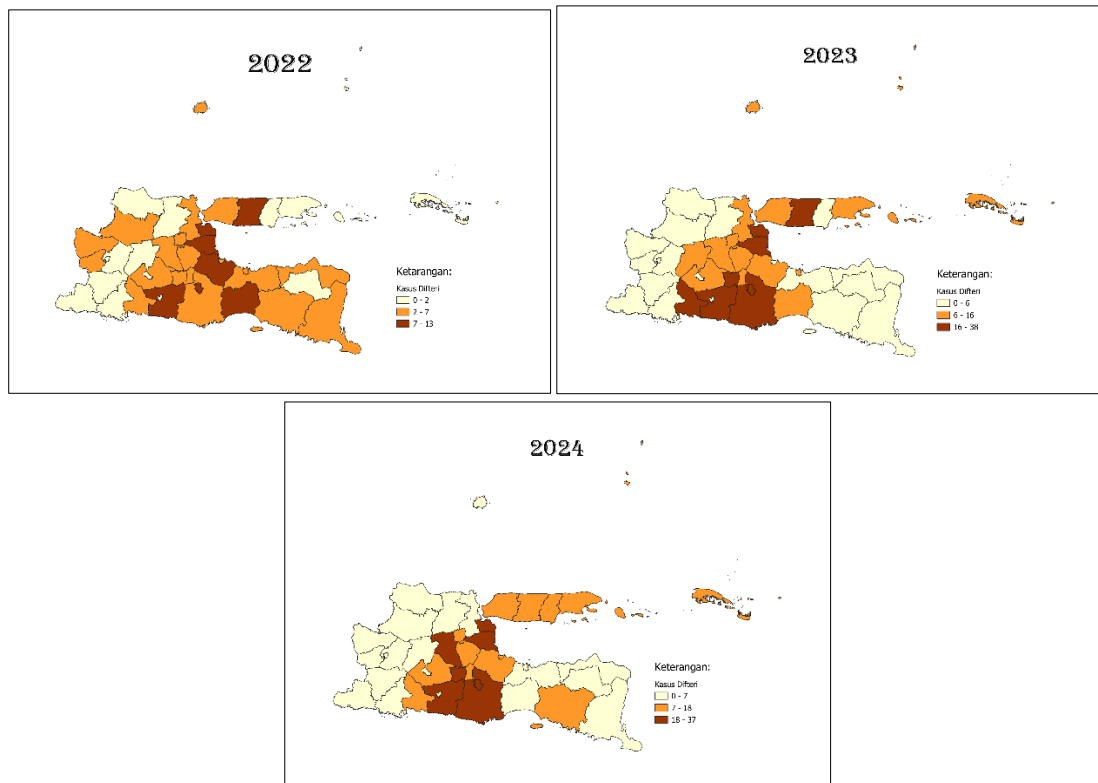 2022
Ketarangan:
Kasus Difteri
0 - 2
2 - 7
7 - 13
2023
Keterangan:
Kasus Difteri
0 - 6
6 - 16
16 - 38
2024
Keterangan:
Kasus Difteri
0 - 7
7 - 18
18 - 37